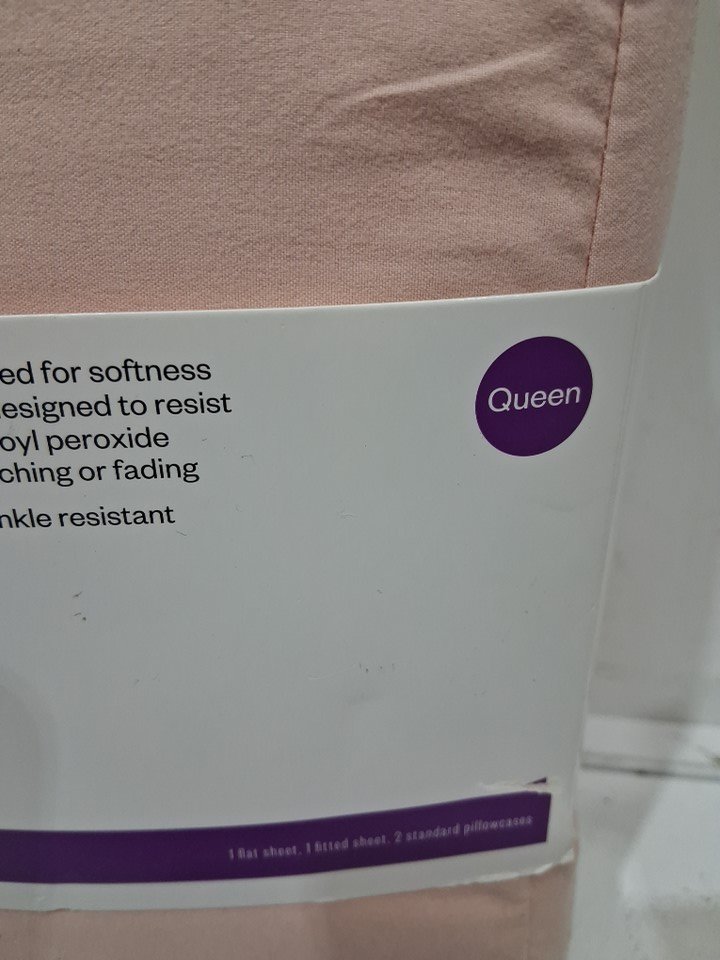 ed for softness
esigned to resist
oyl peroxide
ching or fading
nkle resistant
Queen
1 flat sheet. 1 fitted sheet. 2 standard pillowcases